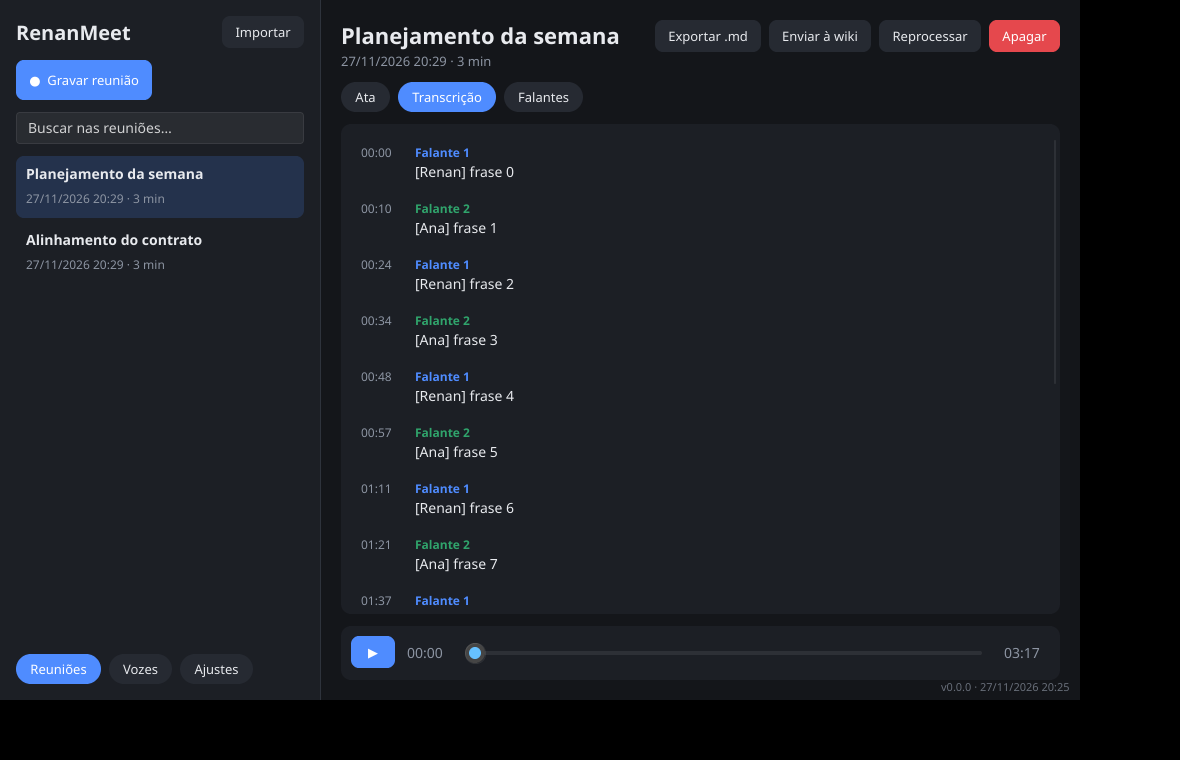 RenanMeet
Importar
Gravar reunião
Buscar nas reuniões...
Planejamento da semana
27/11/2026 20:29 · 3 min
Alinhamento do contrato
27/11/2026 20:29 · 3 min
Reuniões
Vozes
Ajustes
Planejamento da semana
Exportar .md
Enviar à wiki
Reprocessar
Apagar
27/11/2026 20:29 · 3 min
Ata
Transcrição
Falantes
00:00 Falante 1
[Renan] frase 0
00:10 Falante 2
[Ana] frase 1
00:24 Falante 1
[Renan] frase 2
00:34 Falante 2
[Ana] frase 3
00:48 Falante 1
[Renan] frase 4
00:57 Falante 2
[Ana] frase 5
01:11 Falante 1
[Renan] frase 6
01:21 Falante 2
[Ana] frase 7
01:37 Falante 1
00:00
03:17
v0.0.0 · 27/11/2026 20:25